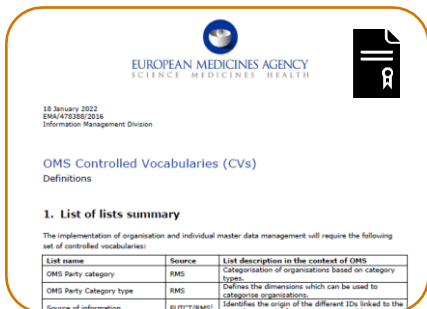 EUROPEAN MEDICINES AGENCY
SCIENCE MEDICINES HEALTH
18 January 2022
EMA/478388/2016
Information Management Division
OMS Controlled Vocabularies (CVs)
Definitions
1. List of lists summary
The implementation of organisation and individual master data management will require the following
set of controlled vocabularies:
List name Source List description in the context of OMS
OMS Party category RMS Categorisation of organisations based on category
types.
OMS Party Category type RMS Defines the dimensions which can be used to
categorise organisations.
Source of information EUTCT/RMS¹ Identifies the origin of the different IDs linked to the